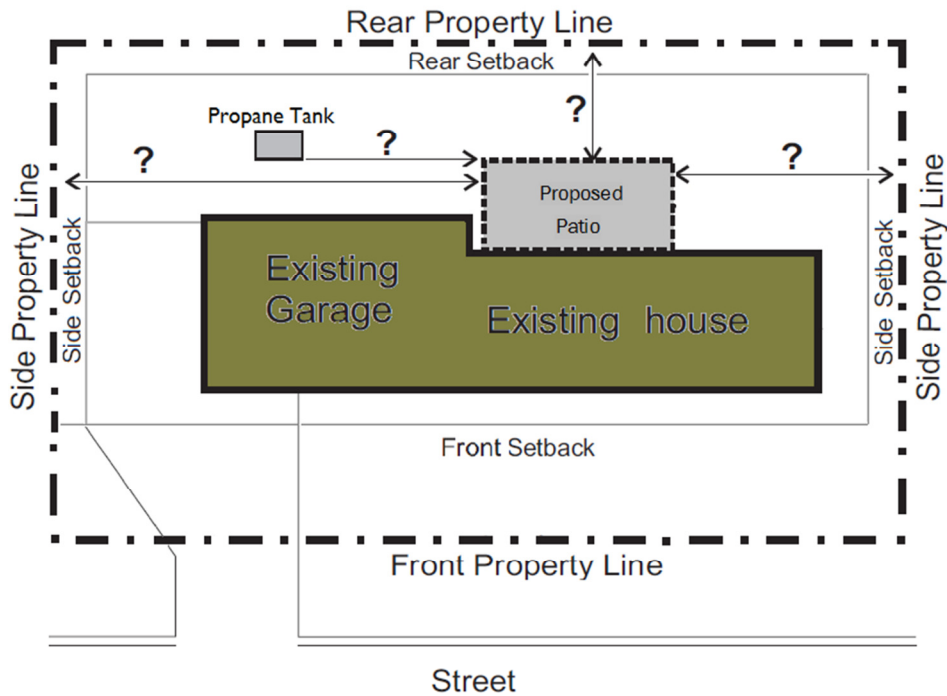 Rear Property Line
Rear Setback
Propane Tank
?
?
?
?
Proposed
Patio
Side Property Line
Side Setback
Existing
Garage
Existing house
Side Setback
Side Property Line
Front Setback
Front Property Line
Street